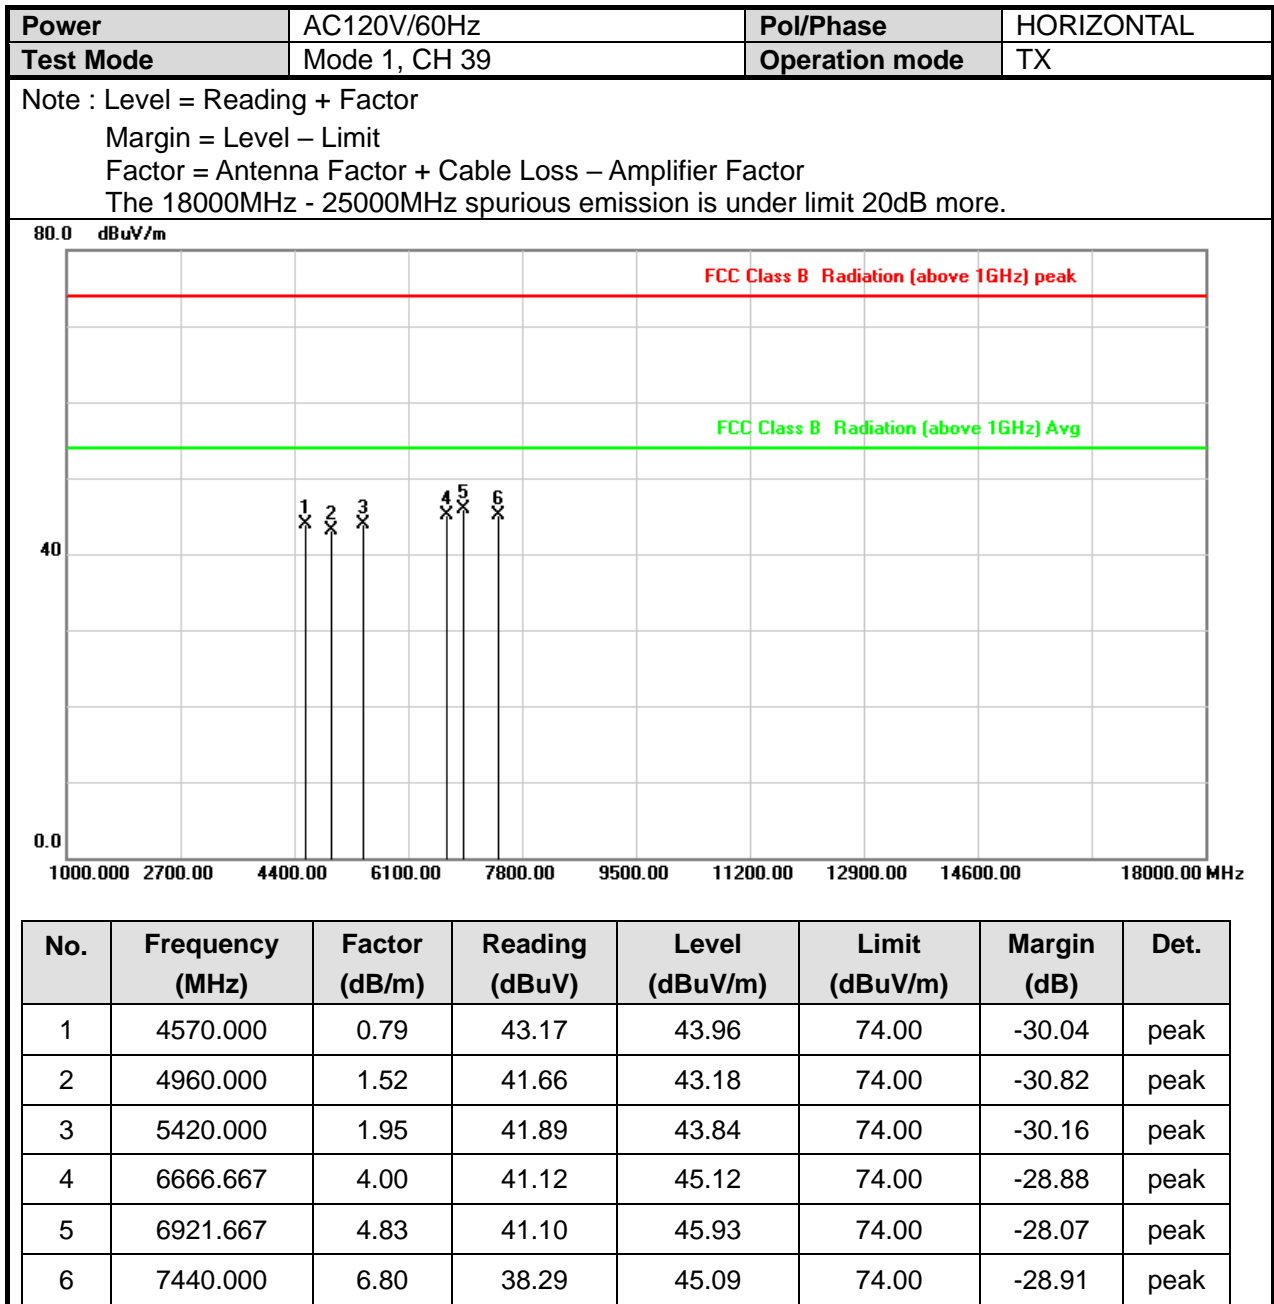 Power AC120V/60Hz Pol/Phase HORIZONTAL
Test Mode Mode 1, CH 39 Operation mode TX
Note : Level = Reading + Factor
Margin = Level – Limit
Factor = Antenna Factor + Cable Loss – Amplifier Factor
The 18000MHz - 25000MHz spurious emission is under limit 20dB more.
80.0 dBuV/m
FCC Class B Radiation (above 1GHz) peak
FCC Class B Radiation (above 1GHz) Avg
1 2 3 4 5 6
40
0.0
1000.000 2700.00 4400.00 6100.00 7800.00 9500.00 11200.00 12900.00 14600.00 18000.00 MHz
No. Frequency Factor Reading Level Limit Margin Det.
(MHz) (dB/m) (dBuV) (dBuV/m) (dBuV/m) (dB)
1 4570.000 0.79 43.17 43.96 74.00 -30.04 peak
2 4960.000 1.52 41.66 43.18 74.00 -30.82 peak
3 5420.000 1.95 41.89 43.84 74.00 -30.16 peak
4 6666.667 4.00 41.12 45.12 74.00 -28.88 peak
5 6921.667 4.83 41.10 45.93 74.00 -28.07 peak
6 7440.000 6.80 38.29 45.09 74.00 -28.91 peak